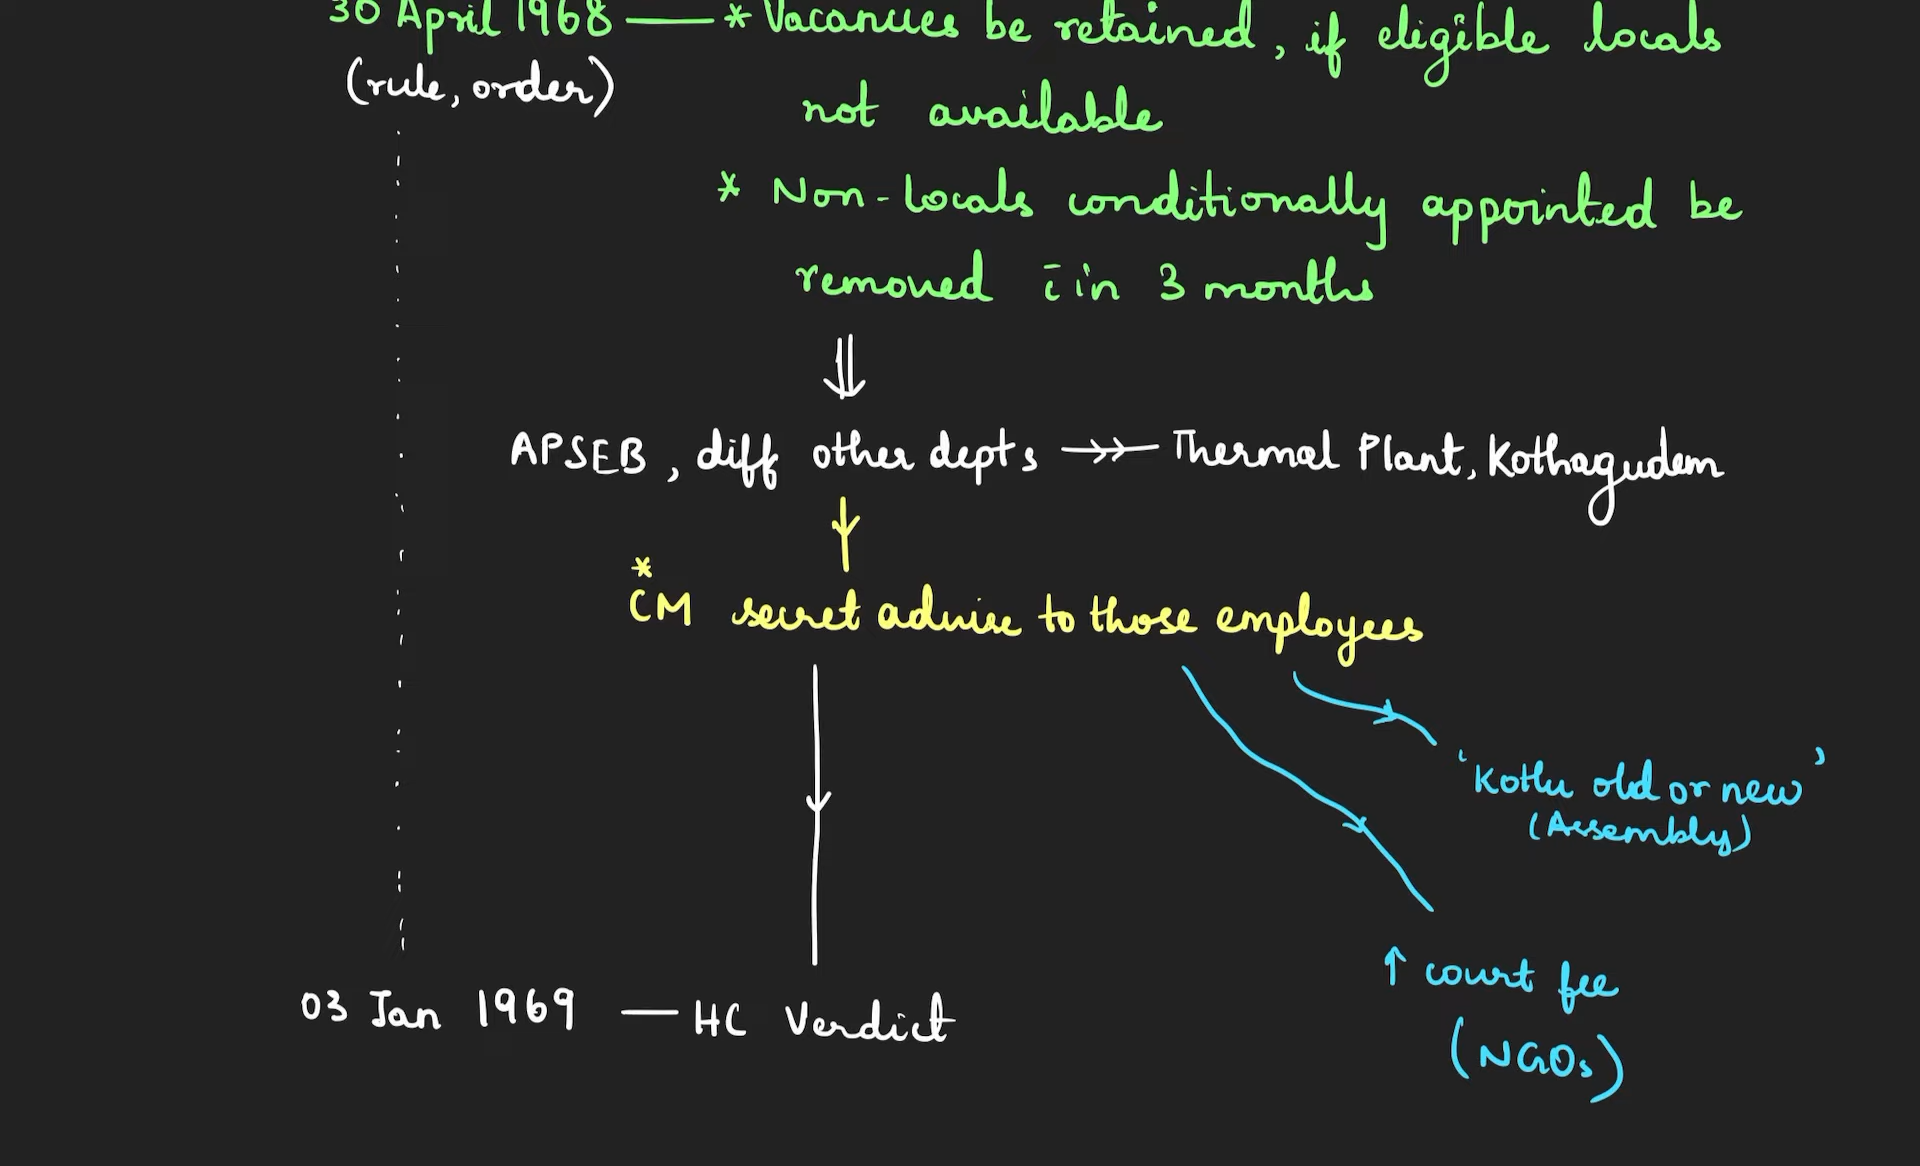 30 April 1968 — * Vacancies be retained, if eligible locals
(rule, order)
not available
* Non-locals conditionally appointed be
removed īin 3 months
⇓
APSEB, diff other depts →→ Thermal Plant, Kothagudem
↓
*
CM secret advise to those employees
'Kothi old or new'
(Assembly)
↑ court fee
03 Jan 1969 — HC Verdict
(NGOs)